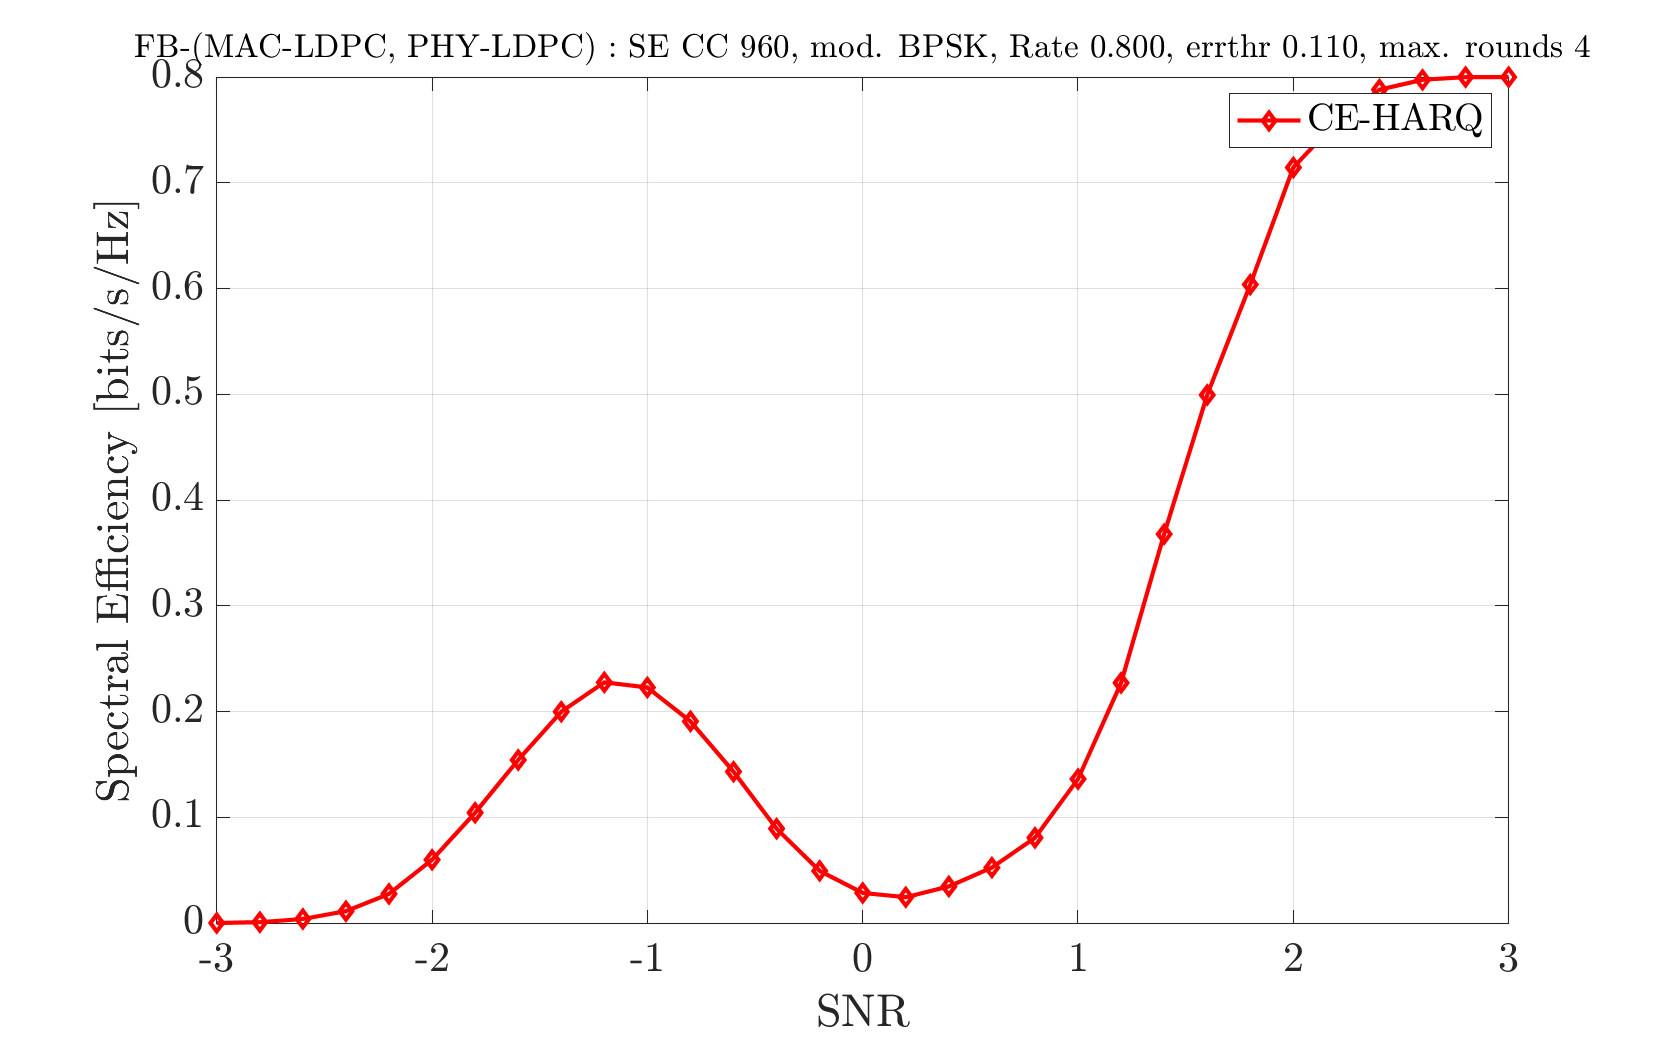 FB-(MAC-LDPC, PHY-LDPC) : SE CC 960, mod. BPSK, Rate 0.800, errthr 0.110, max. rounds 4
0.8
CE-HARQ
0.7
0.6
0.5
0.4
0.3
0.2
0.1
0
Spectral Efficiency [bits/s/Hz]
-3 -2 -1 0 1 2 3
SNR